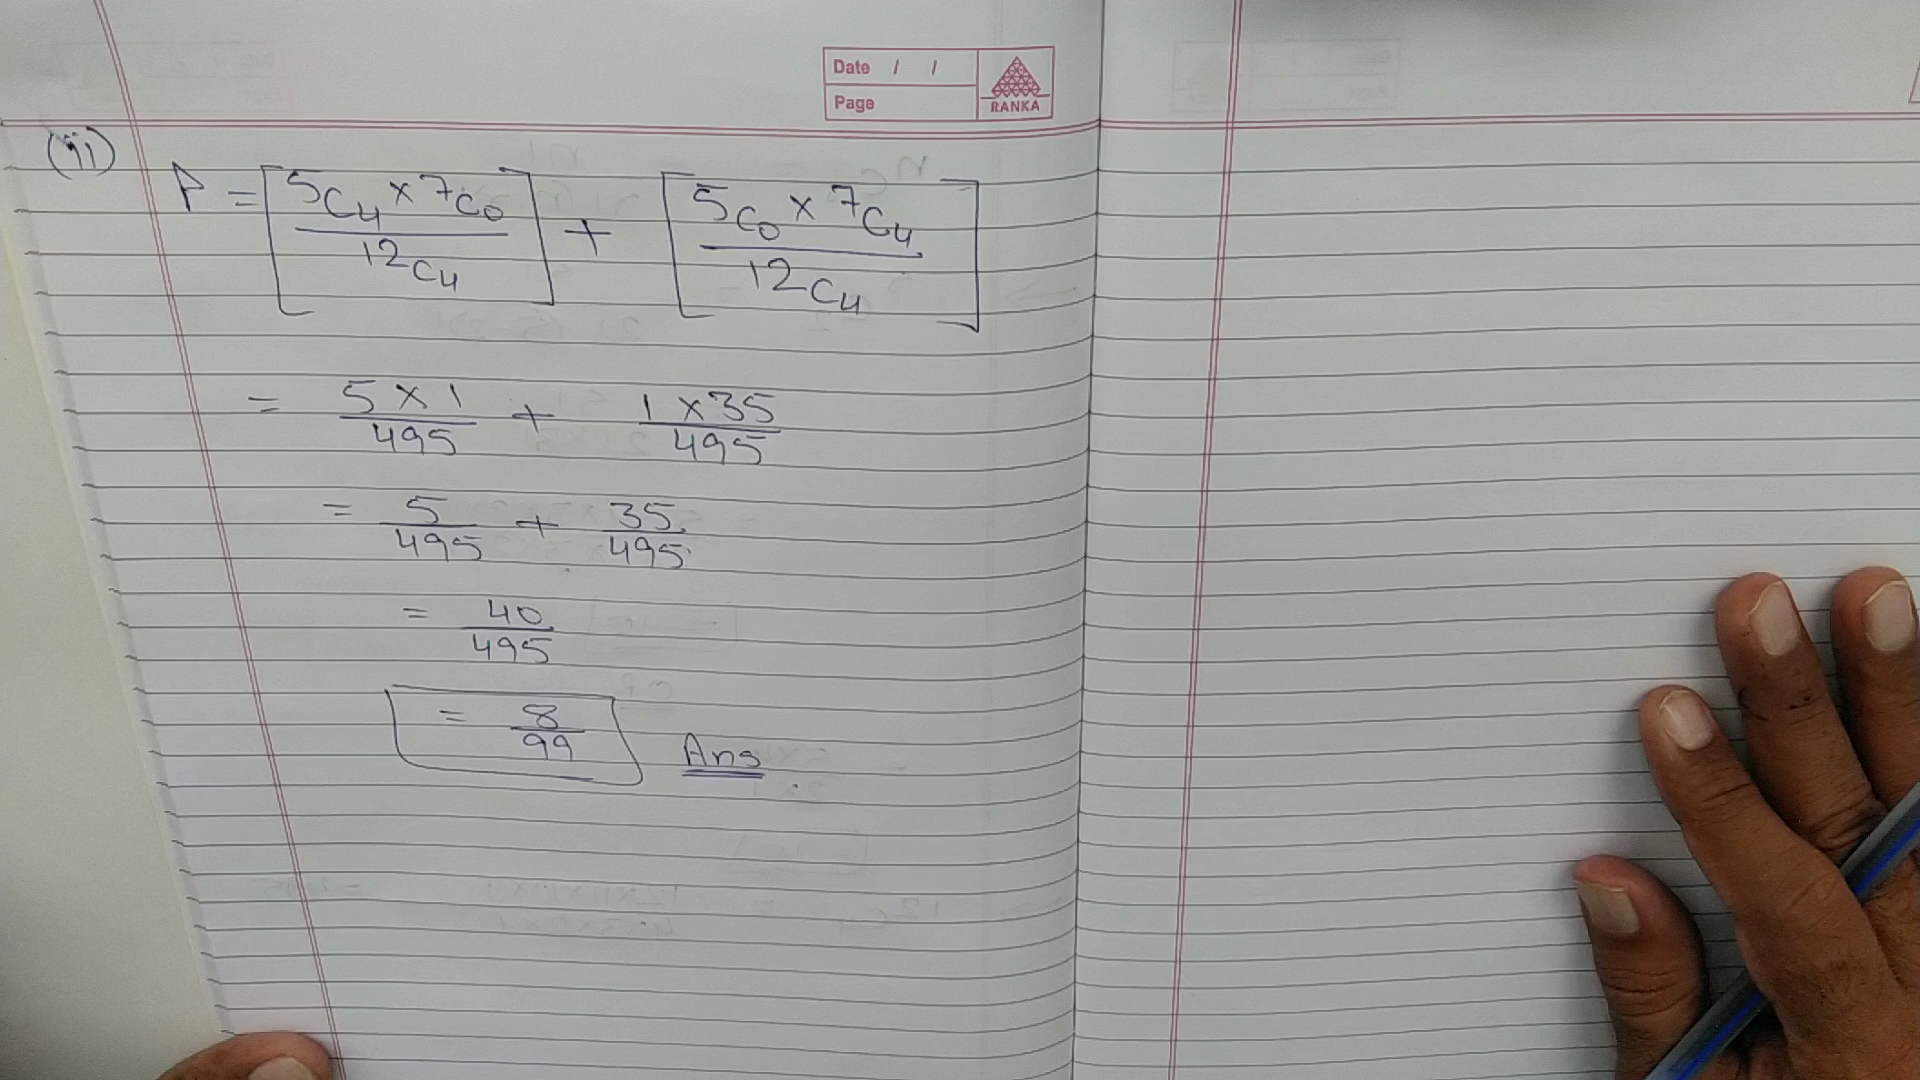 Date / /
Page
RANKA
P = [5C4 × 7C0 / 12C4] + [5C0 × 7C4 / 12C4]
= 5 × 1 / 495 + 1 × 35 / 495
= 5 / 495 + 35 / 495
= 40 / 495
= 8 / 99 Ans